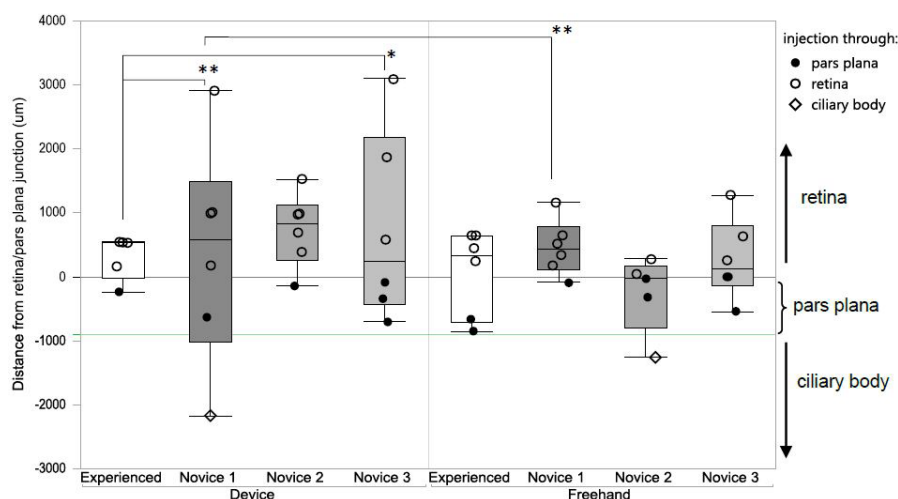 4000
3000
2000
1000
0
-1000
-2000
-3000
Distance from retina/pars plana junction (um)
**
*
**
injection through:
pars plana
retina
ciliary body
retina
pars plana
ciliary body
Experienced Novice 1 Novice 2 Novice 3 Experienced Novice 1 Novice 2 Novice 3
Device Freehand